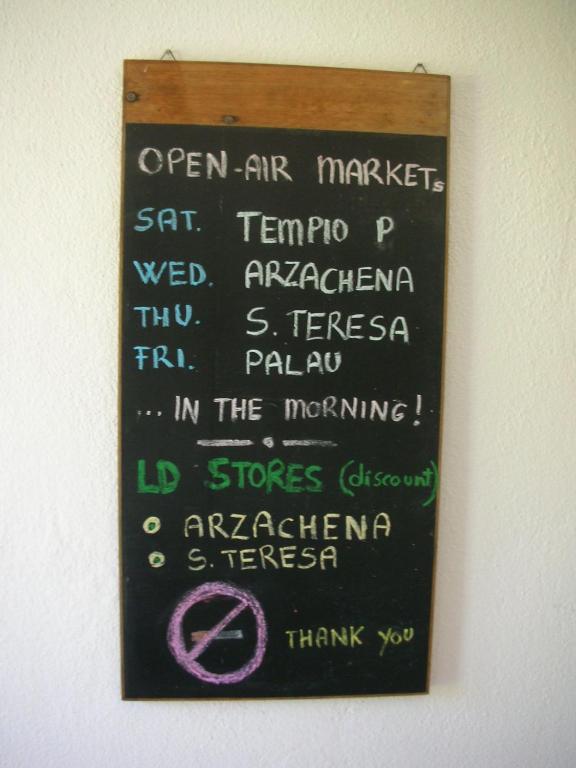 OPEN-AIR MARKETs
SAT. TEMPIO P
WED. ARZACHENA
THU. S. TERESA
FRI. PALAU
... IN THE MORNING!
LD STORES (discount)
ARZACHENA
S. TERESA
THANK YOU